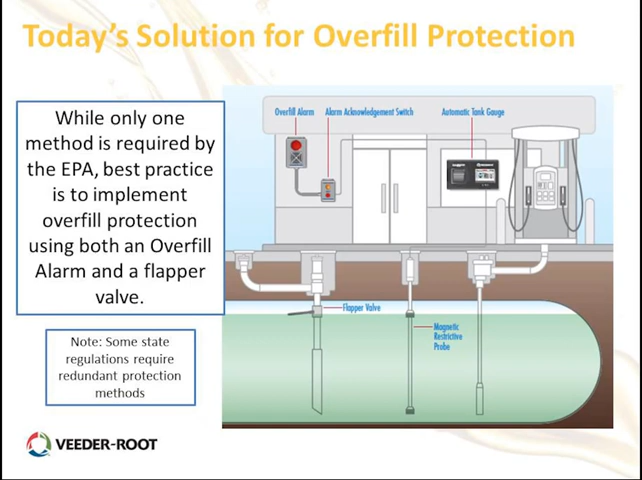 Today's Solution for Overfill Protection
While only one
method is required by
the EPA, best practice
is to implement
overfill protection
using both an Overfill
Alarm and a flapper
valve.
Note: Some state
regulations require
redundant protection
methods
Overfill Alarm
Alarm Acknowledgement Switch
Automatic Tank Gauge
Flapper Valve
Magnetic
Restrictive
Probe
VEEDER-ROOT